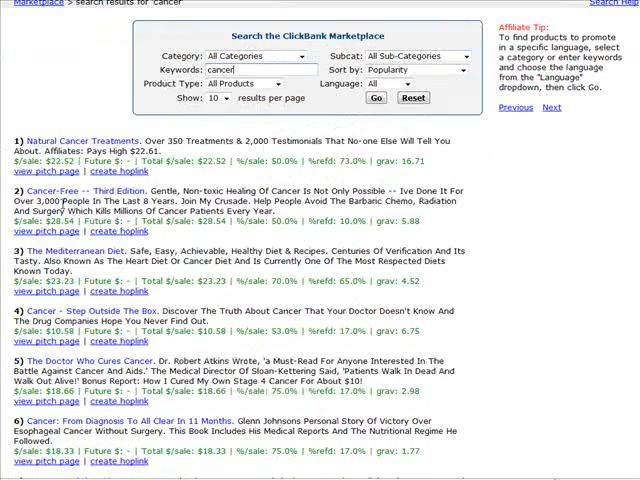 Marketplace > search results for 'cancer'
Search Help
Search the ClickBank Marketplace
Category: All Categories Subcat: All Sub-Categories
Keywords: cancer Sort by: Popularity
Product Type: All Products Language: All
Show: 10 results per page Go Reset
Affiliate Tip:
To find products to promote
in a specific language, select
a category or enter keywords
and choose the language
from the "Language"
dropdown, then click Go.
Previous Next
1) Natural Cancer Treatments. Over 350 Treatments & 2,000 Testimonials That No-one Else Will Tell You
About. Affiliates: Pays High $22.61.
$/sale: $22.52 | Future $: - | Total $/sale: $22.52 | %/sale: 50.0% | %refd: 73.0% | grav: 16.71
view pitch page | create hoplink
2) Cancer-Free -- Third Edition. Gentle, Non-toxic Healing Of Cancer Is Not Only Possible -- Ive Done It For
Over 3,000 People In The Last 8 Years. Join My Crusade. Help People Avoid The Barbaric Chemo, Radiation
And Surgery Which Kills Millions Of Cancer Patients Every Year.
$/sale: $28.54 | Future $: - | Total $/sale: $28.54 | %/sale: 50.0% | %refd: 10.0% | grav: 5.88
view pitch page | create hoplink
3) The Mediterranean Diet. Safe, Easy, Achievable, Healthy Diet & Recipes. Centuries Of Verification And Its
Tasty. Also Known As The Heart Diet Or Cancer Diet And Is Currently One Of The Most Respected Diets
Known Today.
$/sale: $23.23 | Future $: - | Total $/sale: $23.23 | %/sale: 70.0% | %refd: 65.0% | grav: 4.52
view pitch page | create hoplink
4) Cancer - Step Outside The Box. Discover The Truth About Cancer That Your Doctor Doesn't Know And
The Drug Companies Hope You Never Find Out.
$/sale: $10.58 | Future $: - | Total $/sale: $10.58 | %/sale: 53.0% | %refd: 17.0% | grav: 6.75
view pitch page | create hoplink
5) The Doctor Who Cures Cancer. Dr. Robert Atkins Wrote, 'a Must-Read For Anyone Interested In The
Battle Against Cancer And Aids.' The Medical Director Of Sloan-Kettering Said, 'Patients Walk In Dead And
Walk Out Alive!' Bonus Report: How I Cured My Own Stage 4 Cancer For About $10!
$/sale: $18.66 | Future $: - | Total $/sale: $18.66 | %/sale: 75.0% | %refd: 17.0% | grav: 2.98
view pitch page | create hoplink
6) Cancer: From Diagnosis To All Clear In 11 Months. Glenn Johnsons Personal Story Of Victory Over
Esophageal Cancer Without Surgery. This Book Includes His Medical Reports And The Nutritional Regime He
Followed.
$/sale: $18.33 | Future $: - | Total $/sale: $18.33 | %/sale: 75.0% | %refd: 17.0% | grav: 1.77
view pitch page | create hoplink